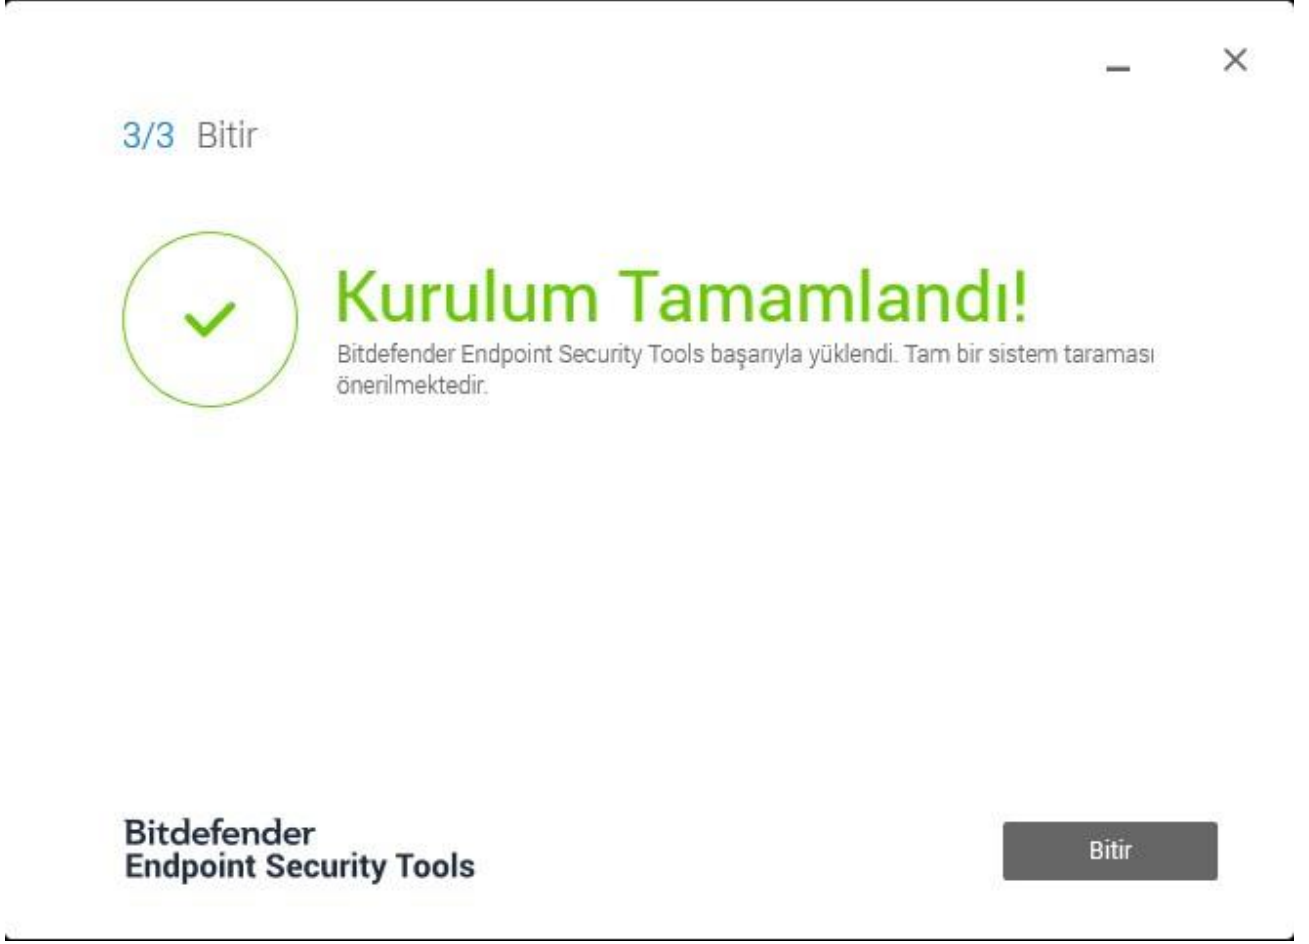 3/3 Bitir
Kurulum Tamamlandı!
Bitdefender Endpoint Security Tools başarıyla yüklendi. Tam bir sistem taraması
önerilmektedir.
Bitdefender
Endpoint Security Tools
Bitir